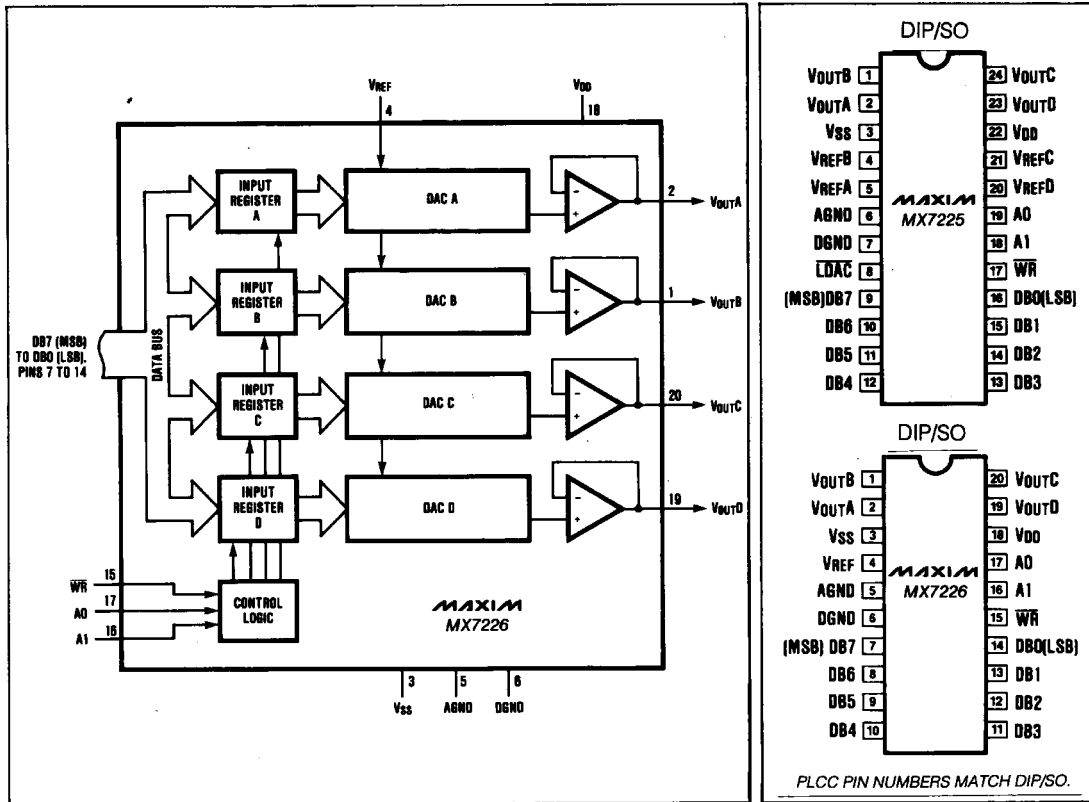 VREF
4
VDD
18
INPUT
REGISTER
A
DAC A
−
+
2
VOUTA
INPUT
REGISTER
B
DAC B
−
+
1
VOUTB
DB7 (MSB)
TO DB0 (LSB),
PINS 7 TO 14
DATA BUS
INPUT
REGISTER
C
DAC C
−
+
20
VOUTC
INPUT
REGISTER
D
DAC D
−
+
19
VOUTD
W̅R̅ 15
A0 17
A1 16
CONTROL
LOGIC
MAXIM
MX7226
3 5 6
VSS AGND DGND
DIP/SO
VOUTB 1 24 VOUTC
VOUTA 2 23 VOUTD
VSS 3 22 VDD
VREFB 4 21 VREFC
VREFA 5 20 VREFD
MAXIM
MX7225
AGND 6 19 A0
DGND 7 18 A1
L̅D̅A̅C̅ 8 17 W̅R̅
(MSB)DB7 9 16 DB0(LSB)
DB6 10 15 DB1
DB5 11 14 DB2
DB4 12 13 DB3
DIP/SO
VOUTB 1 20 VOUTC
VOUTA 2 19 VOUTD
VSS 3 18 VDD
VREF 4 17 A0
MAXIM
MX7226
AGND 5 16 A1
DGND 6 15 W̅R̅
(MSB) DB7 7 14 DB0(LSB)
DB6 8 13 DB1
DB5 9 12 DB2
DB4 10 11 DB3
PLCC PIN NUMBERS MATCH DIP/SO.